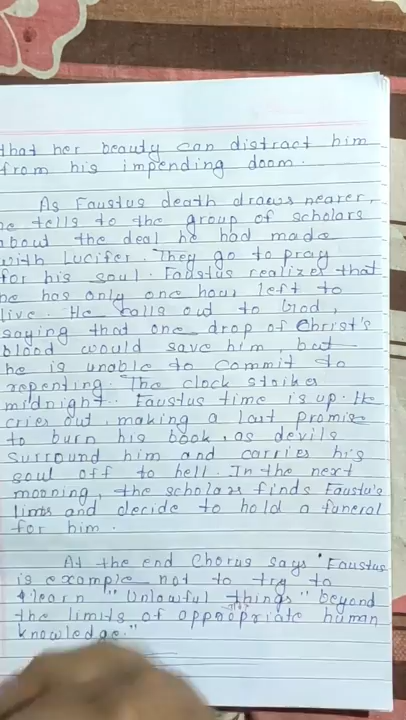 that her beauty can distract him
from his impending doom.
As Faustus death draws nearer,
he tells to the group of scholars
about the deal he had made
with Lucifer. They go to pray
for his soul. Faustus realizes that
he has only one hour left to
live. He calls out to God,
saying that one drop of Christ's
blood would save him, but
he is unable to commit to
repenting. The clock strikes
midnight. Faustus time is up. He
cries out, making a last promise
to burn his book, as devils
surround him and carries his
soul off to hell. In the next
morning, the scholars finds Faustus's
limbs and decide to hold a funeral
for him.
At the end Chorus says "Faustus
is example not to try to
learn "Unlawful things" beyond
the limits of appropriate human
knowledge."